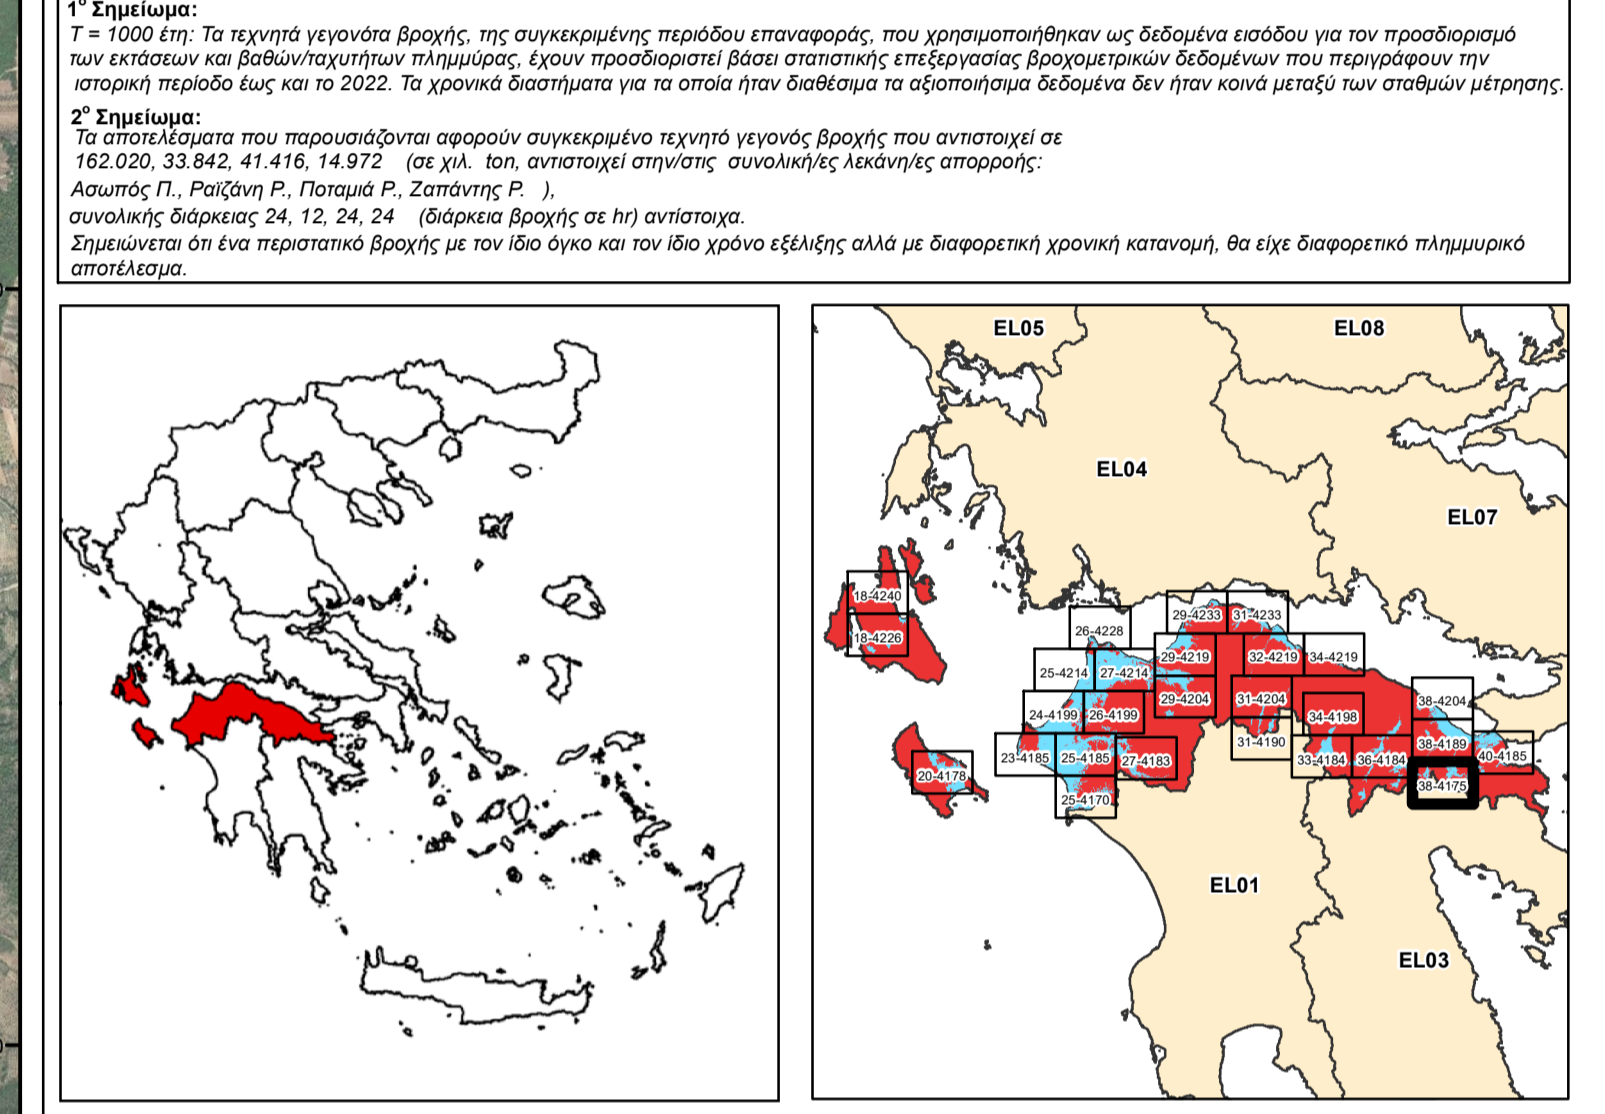 1ο Σημείωμα:
T = 1000 έτη: Τα τεχνητά γεγονότα βροχής, της συγκεκριμένης περιόδου επαναφοράς, που χρησιμοποιήθηκαν ως δεδομένα εισόδου για τον προσδιορισμό
των εκτάσεων και βαθών/ταχυτήτων πλημμύρας, έχουν προσδιοριστεί βάσει στατιστικής επεξεργασίας βροχομετρικών δεδομένων που περιγράφουν την
ιστορική περίοδο έως και το 2022. Τα χρονικά διαστήματα για τα οποία ήταν διαθέσιμα τα αξιοποιήσιμα δεδομένα δεν ήταν κοινά μεταξύ των σταθμών μέτρησης.
2ο Σημείωμα:
Τα αποτελέσματα που παρουσιάζονται αφορούν συγκεκριμένο τεχνητό γεγονός βροχής που αντιστοιχεί σε
162.020, 33.842, 41.416, 14.972 (σε χιλ. ton, αντιστοιχεί στην/στις συνολική/ες λεκάνη/ες απορροής:
Ασωπός Π., Ραϊζάνη Ρ., Ποταμιά Ρ., Ζαπάντης Ρ. ),
συνολικής διάρκειας 24, 12, 24, 24 (διάρκεια βροχής σε hr) αντίστοιχα.
Σημειώνεται ότι ένα περιστατικό βροχής με τον ίδιο όγκο και τον ίδιο χρόνο εξέλιξης αλλά με διαφορετική χρονική κατανομή, θα είχε διαφορετικό πλημμυρικό
αποτέλεσμα.
EL05
EL08
EL04
EL07
18-4240
18-4226
29-4233
31-4233
26-4228
29-4219
32-4219
34-4219
25-4214
27-4214
29-4204
31-4204
38-4204
24-4199
26-4199
34-4198
31-4190
38-4189
23-4185
25-4185
27-4183
33-4184
36-4184
40-4185
20-4178
38-4175
25-4170
EL01
EL03